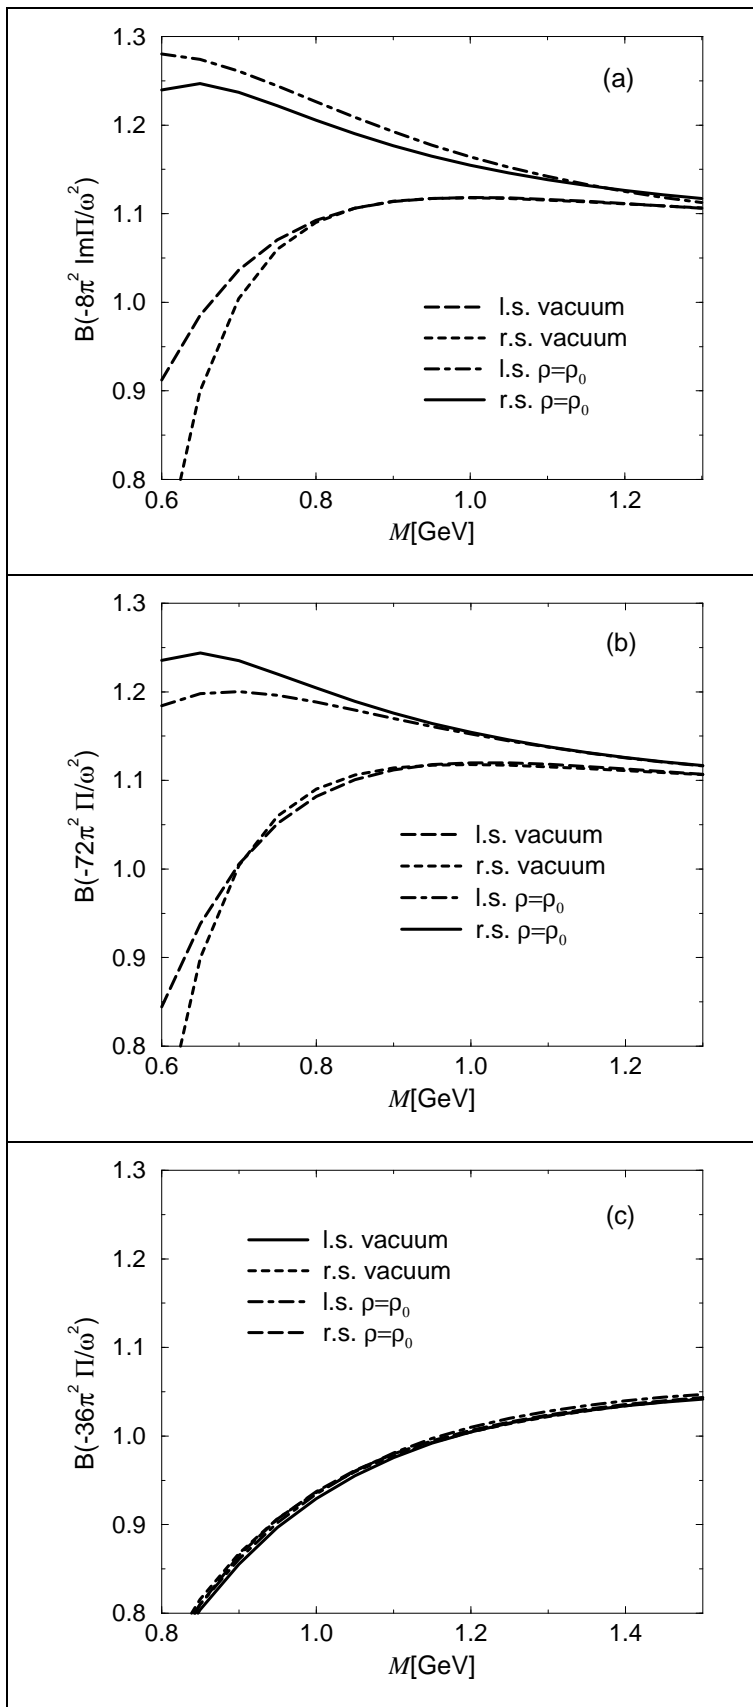 1.3
(a)
1.2
1.1
1.0
0.9
0.8
B(-8π² ImΠ/ω²)
l.s. vacuum
r.s. vacuum
l.s. ρ=ρ₀
r.s. ρ=ρ₀
0.6 0.8 1.0 1.2
M[GeV]
1.3
(b)
1.2
1.1
1.0
0.9
0.8
B(-72π² Π/ω²)
l.s. vacuum
r.s. vacuum
l.s. ρ=ρ₀
r.s. ρ=ρ₀
0.6 0.8 1.0 1.2
M[GeV]
1.3
(c)
1.2
1.1
1.0
0.9
0.8
B(-36π² Π/ω²)
l.s. vacuum
r.s. vacuum
l.s. ρ=ρ₀
r.s. ρ=ρ₀
0.8 1.0 1.2 1.4
M[GeV]